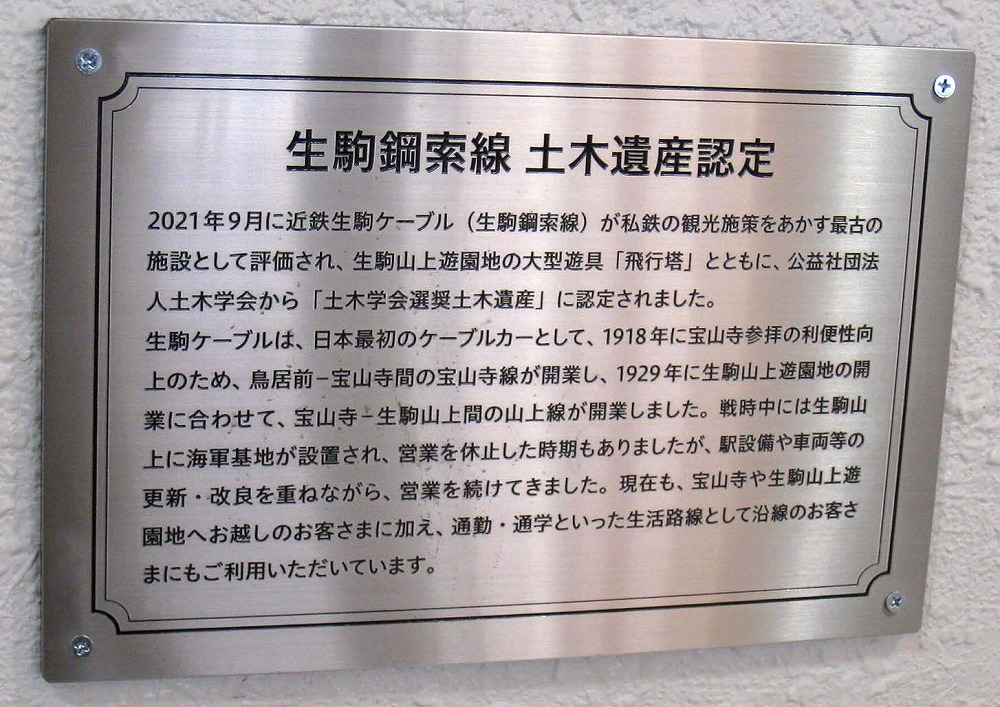 生駒鋼索線 土木遺産認定
2021年9月に近鉄生駒ケーブル（生駒鋼索線）が私鉄の観光施策をあかす最古の
施設として評価され、生駒山上遊園地の大型遊具「飛行塔」とともに、公益社団法
人土木学会から「土木学会選奨土木遺産」に認定されました。
生駒ケーブルは、日本最初のケーブルカーとして、1918年に宝山寺参拝の利便性向
上のため、鳥居前−宝山寺間の宝山寺線が開業し、1929年に生駒山上遊園地の開
業に合わせて、宝山寺−生駒山上間の山上線が開業しました。戦時中には生駒山
上に海軍基地が設置され、営業を休止した時期もありましたが、駅設備や車両等の
更新・改良を重ねながら、営業を続けてきました。現在も、宝山寺や生駒山上遊
園地へお越しのお客さまに加え、通勤・通学といった生活路線として沿線のお客さ
まにもご利用いただいています。